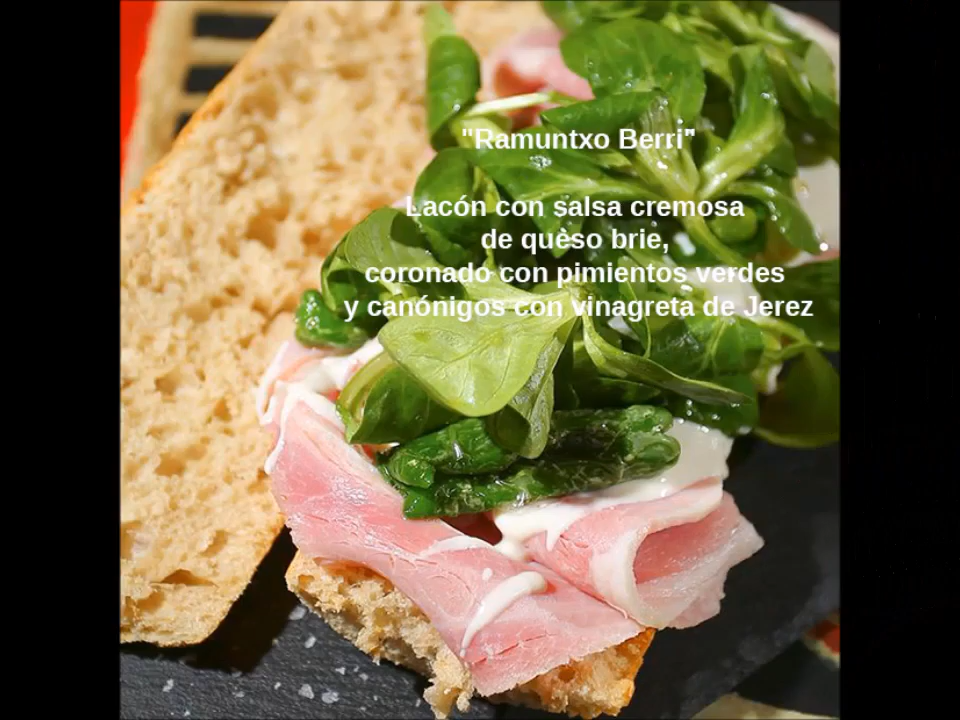 "Ramuntxo Berri"
Lacón con salsa cremosa
de queso brie,
coronado con pimientos verdes
y canónigos con vinagreta de Jerez